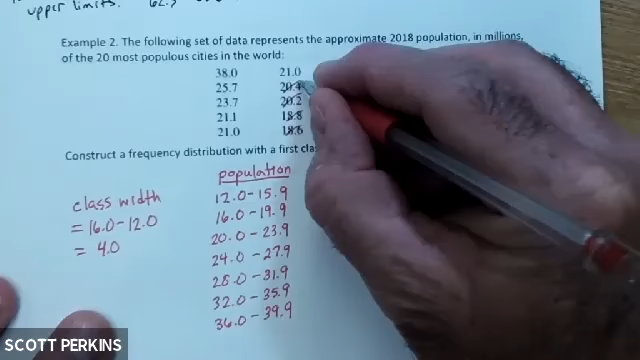 upper limits.
Example 2. The following set of data represents the approximate 2018 population, in millions,
of the 20 most populous cities in the world:
38.0 21.0
25.7 20.4
23.7 20.2
21.1 18.8
21.0 18.6
Construct a frequency distribution with a first
population
class width 12.0 - 15.9
= 16.0 - 12.0 16.0 - 19.9
= 4.0 20.0 - 23.9
24.0 - 27.9
28.0 - 31.9
32.0 - 35.9
36.0 - 39.9
SCOTT PERKINS